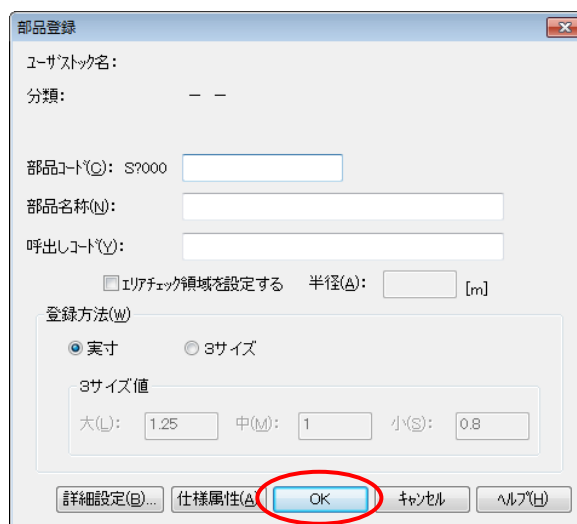 部品登録
ﾕｰｻﾞｽﾄｯｸ名:
分類: － －
部品ｺｰﾄﾞ(C): S?000
部品名称(N):
呼出しｺｰﾄﾞ(Y):
ｴﾘｱﾁｪｯｸ領域を設定する 半径(A): [m]
登録方法(W)
実寸 3サイズ
3サイズ値
大(L): 1.25 中(M): 1 小(S): 0.8
詳細設定(B)... 仕様属性(A) OK ｷｬﾝｾﾙ ﾍﾙﾌﾟ(H)